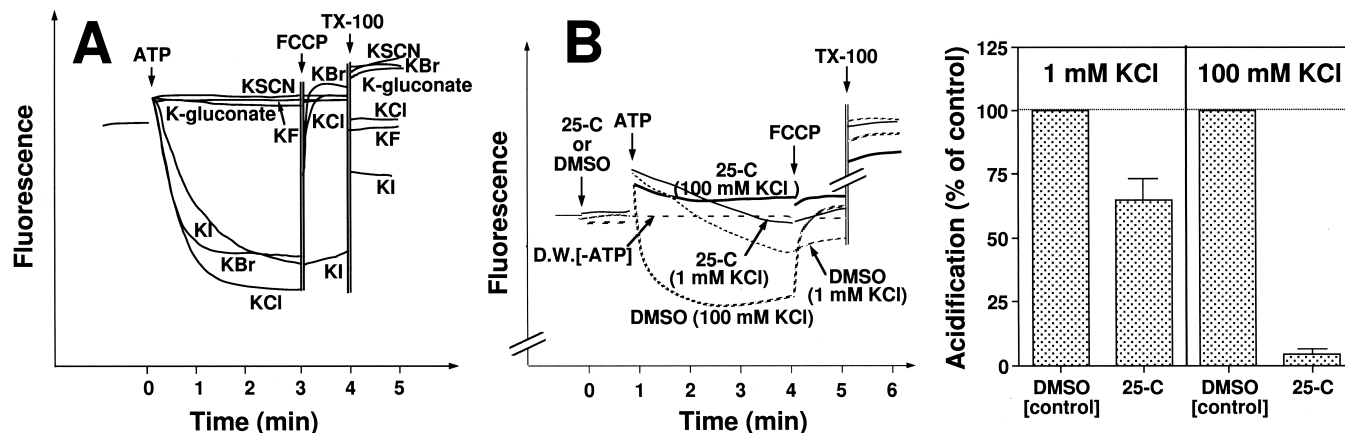 A
B
TX-100
ATP
FCCP
KSCN
KBr
K-gluconate
KBr
KSCN
K-gluconate
KF
KCl
KCl
KF
KI
KI
KBr
KI
KCl
Fluorescence
0 1 2 3 4 5
Time (min)
TX-100
25-C
or
DMSO
ATP
FCCP
25-C
(100 mM KCl)
D.W.[-ATP]
25-C
(1 mM KCl)
DMSO
(1 mM KCl)
DMSO (100 mM KCl)
Fluorescence
0 1 2 3 4 5 6
Time (min)
Acidification (% of control)
125
100
75
50
25
0
1 mM KCl
100 mM KCl
DMSO 25-C DMSO 25-C
[control] [control]